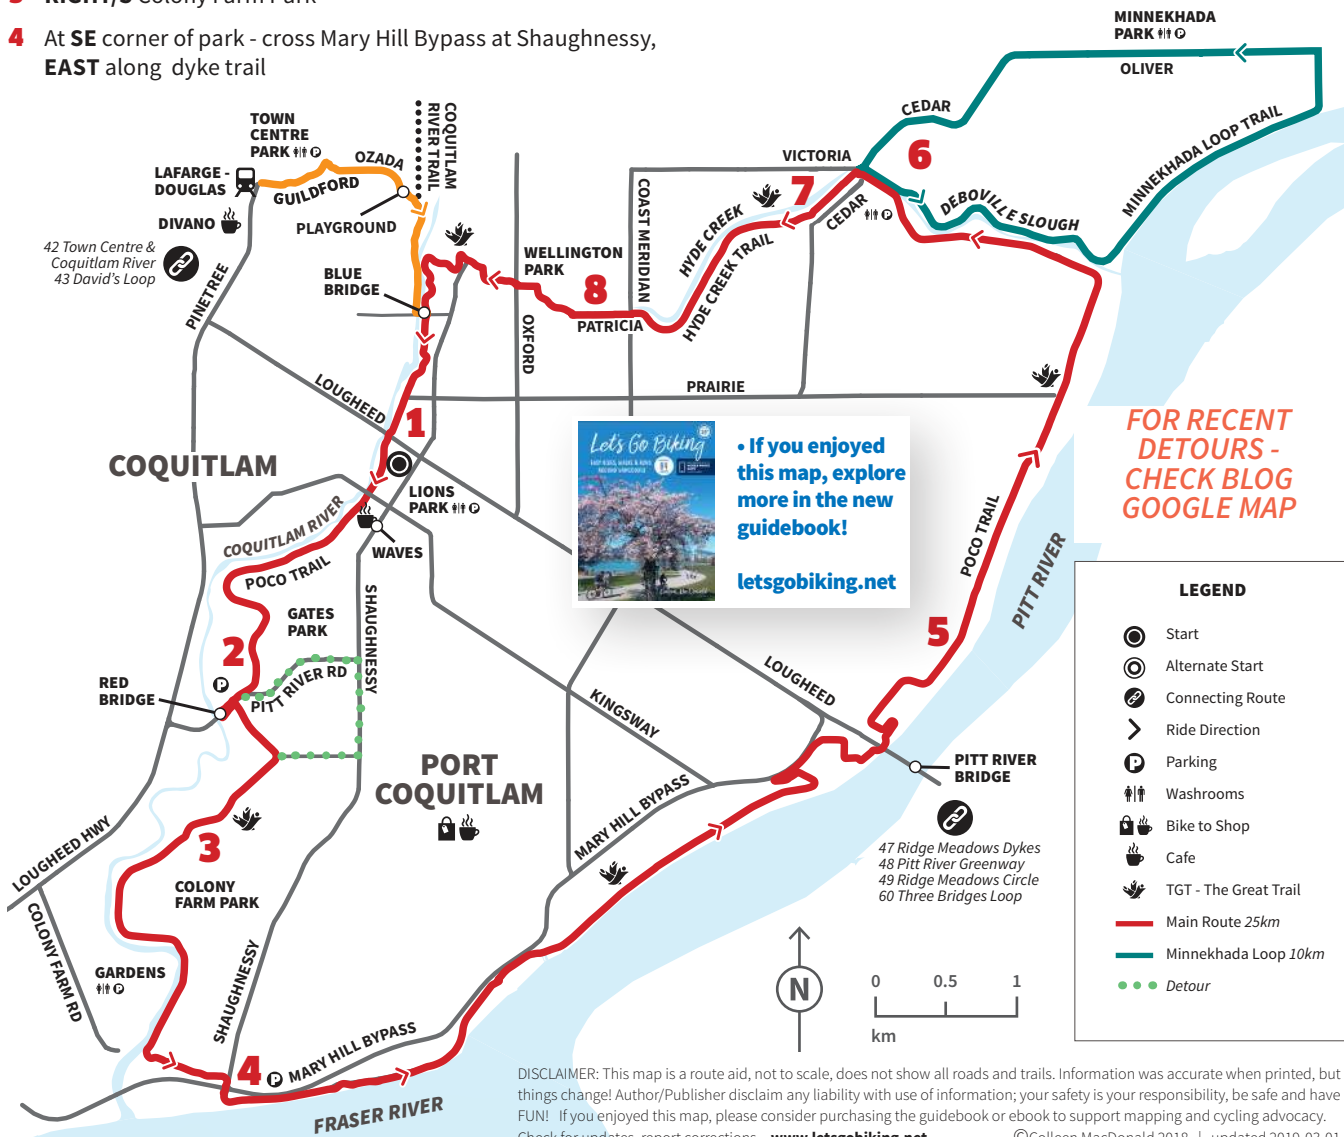 4 At SE corner of park - cross Mary Hill Bypass at Shaughnessy,
EAST along dyke trail
MINNEKHADA
PARK P
OLIVER
CEDAR
MINNEKHADA LOOP TRAIL
6
DEBOVILLE SLOUGH
VICTORIA
7
CEDAR
P
HYDE CREEK
HYDE CREEK TRAIL
COAST MERIDIAN
WELLINGTON
PARK
8
PATRICIA
OXFORD
PRAIRIE
COQUITLAM
RIVER TRAIL
TOWN
CENTRE
PARK P
OZADA
LAFARGE -
DOUGLAS
GUILDFORD
DIVANO
PLAYGROUND
42 Town Centre &
Coquitlam River
43 David's Loop
PINETREE
BLUE
BRIDGE
LOUGHEED
1
COQUITLAM
LIONS
PARK P
WAVES
COQUITLAM RIVER
POCO TRAIL
GATES
PARK
SHAUGHNESSY
2
P
RED
BRIDGE
PITT RIVER RD
Let's Go Biking
• If you enjoyed
this map, explore
more in the new
guidebook!
letsgobiking.net
FOR RECENT
DETOURS -
CHECK BLOG
GOOGLE MAP
POCO TRAIL
PITT RIVER
5
LOUGHEED
KINGSWAY
PORT
COQUITLAM
MARY HILL BYPASS
PITT RIVER
BRIDGE
47 Ridge Meadows Dykes
48 Pitt River Greenway
49 Ridge Meadows Circle
60 Three Bridges Loop
LOUGHEED HWY
3
COLONY
FARM PARK
COLONY FARM RD
GARDENS
P
SHAUGHNESSY
4 P
MARY HILL BYPASS
FRASER RIVER
N
0 0.5 1
km
LEGEND
Start
Alternate Start
Connecting Route
Ride Direction
P Parking
Washrooms
Bike to Shop
Cafe
TGT - The Great Trail
Main Route 25km
Minnekhada Loop 10km
Detour
DISCLAIMER: This map is a route aid, not to scale, does not show all roads and trails. Information was accurate when printed, but
things change! Author/Publisher disclaim any liability with use of information; your safety is your responsibility, be safe and have
FUN! If you enjoyed this map, please consider purchasing the guidebook or ebook to support mapping and cycling advocacy.